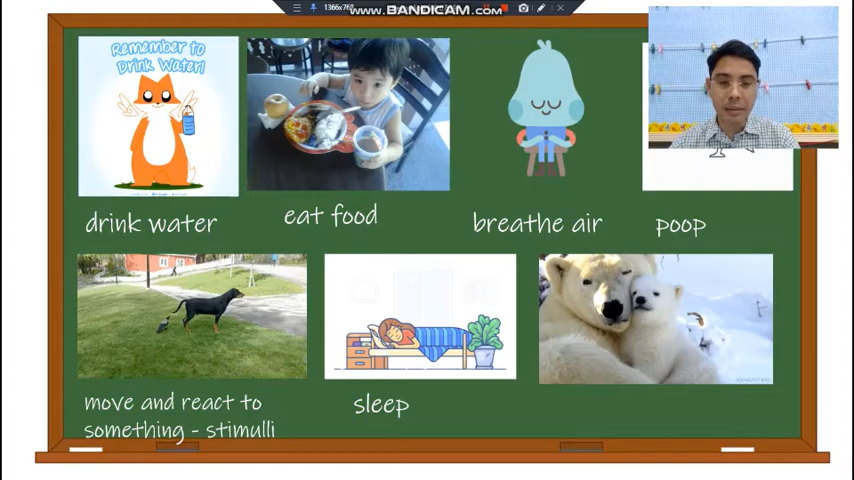 1366x768
WWW.BANDICAM.COM
Remember to
Drink Water!
drink water
eat food
breathe air
poop
move and react to
something - stimulli
sleep